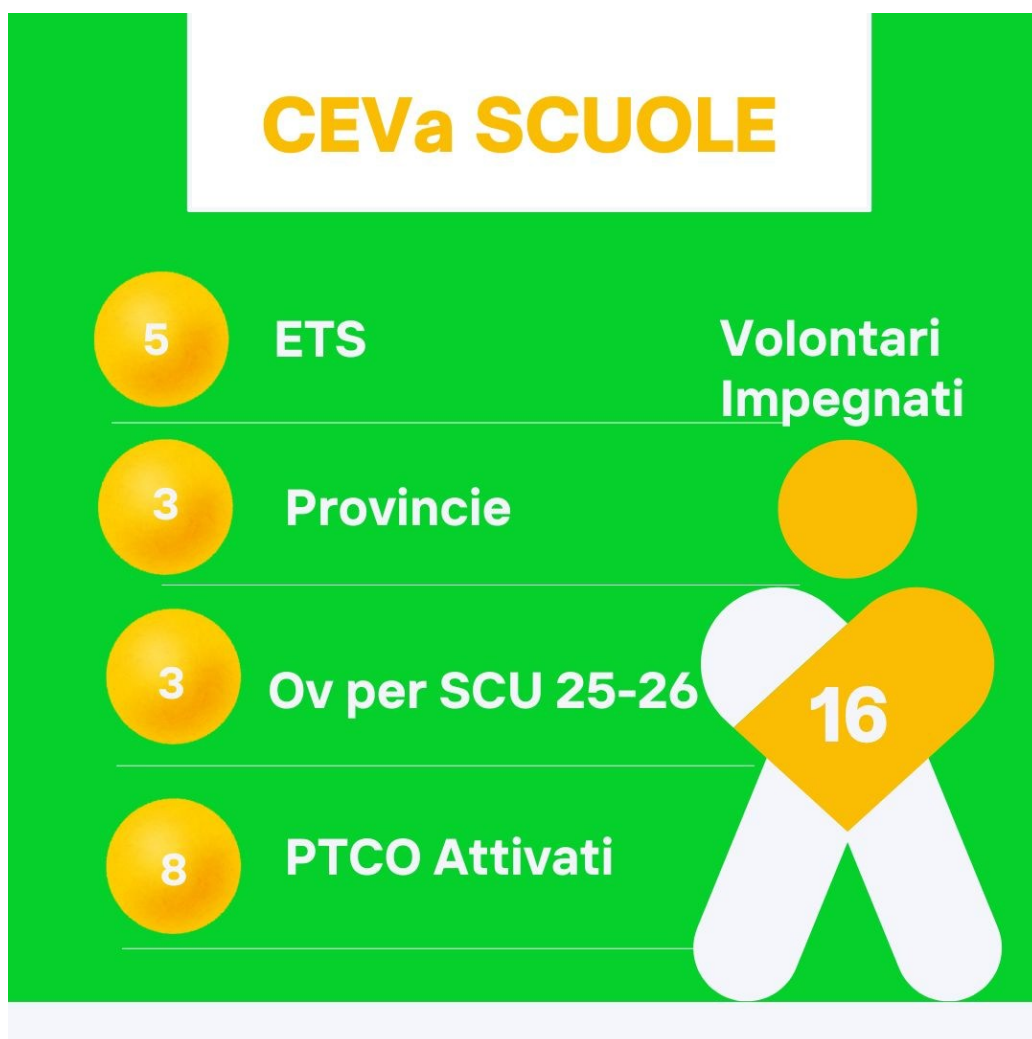 CEVa SCUOLE
5 ETS
Volontari
Impegnati
3 Provincie
3 Ov per SCU 25-26
16
8 PTCO Attivati